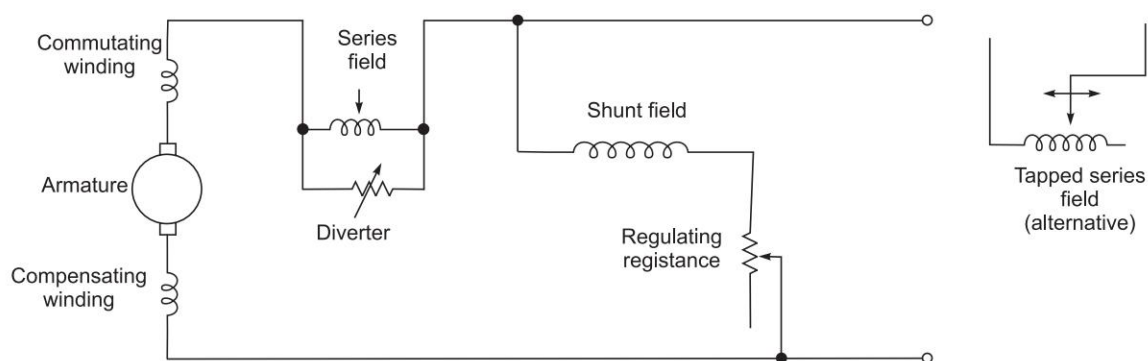 Commutating
winding
Series
field
Shunt field
Armature
Diverter
Regulating
registance
Compensating
winding
Tapped series
field
(alternative)